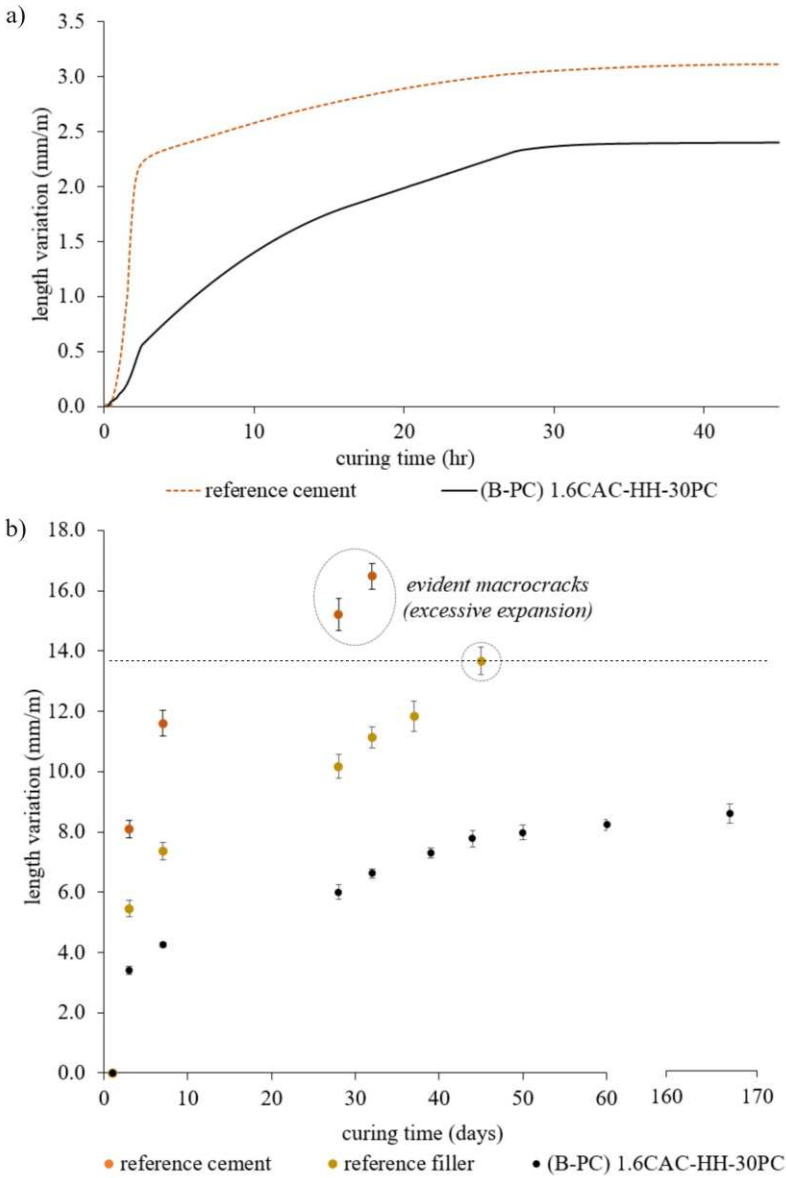 a)
3.5
3.0
2.5
2.0
1.5
1.0
0.5
0.0
length variation (mm/m)
0 10 20 30 40
curing time (hr)
reference cement (B-PC) 1.6CAC-HH-30PC
b)
18.0
16.0
14.0
12.0
10.0
8.0
6.0
4.0
2.0
0.0
length variation (mm/m)
evident macrocracks
(excessive expansion)
0 10 20 30 40 50 60 160 170
curing time (days)
reference cement reference filler (B-PC) 1.6CAC-HH-30PC